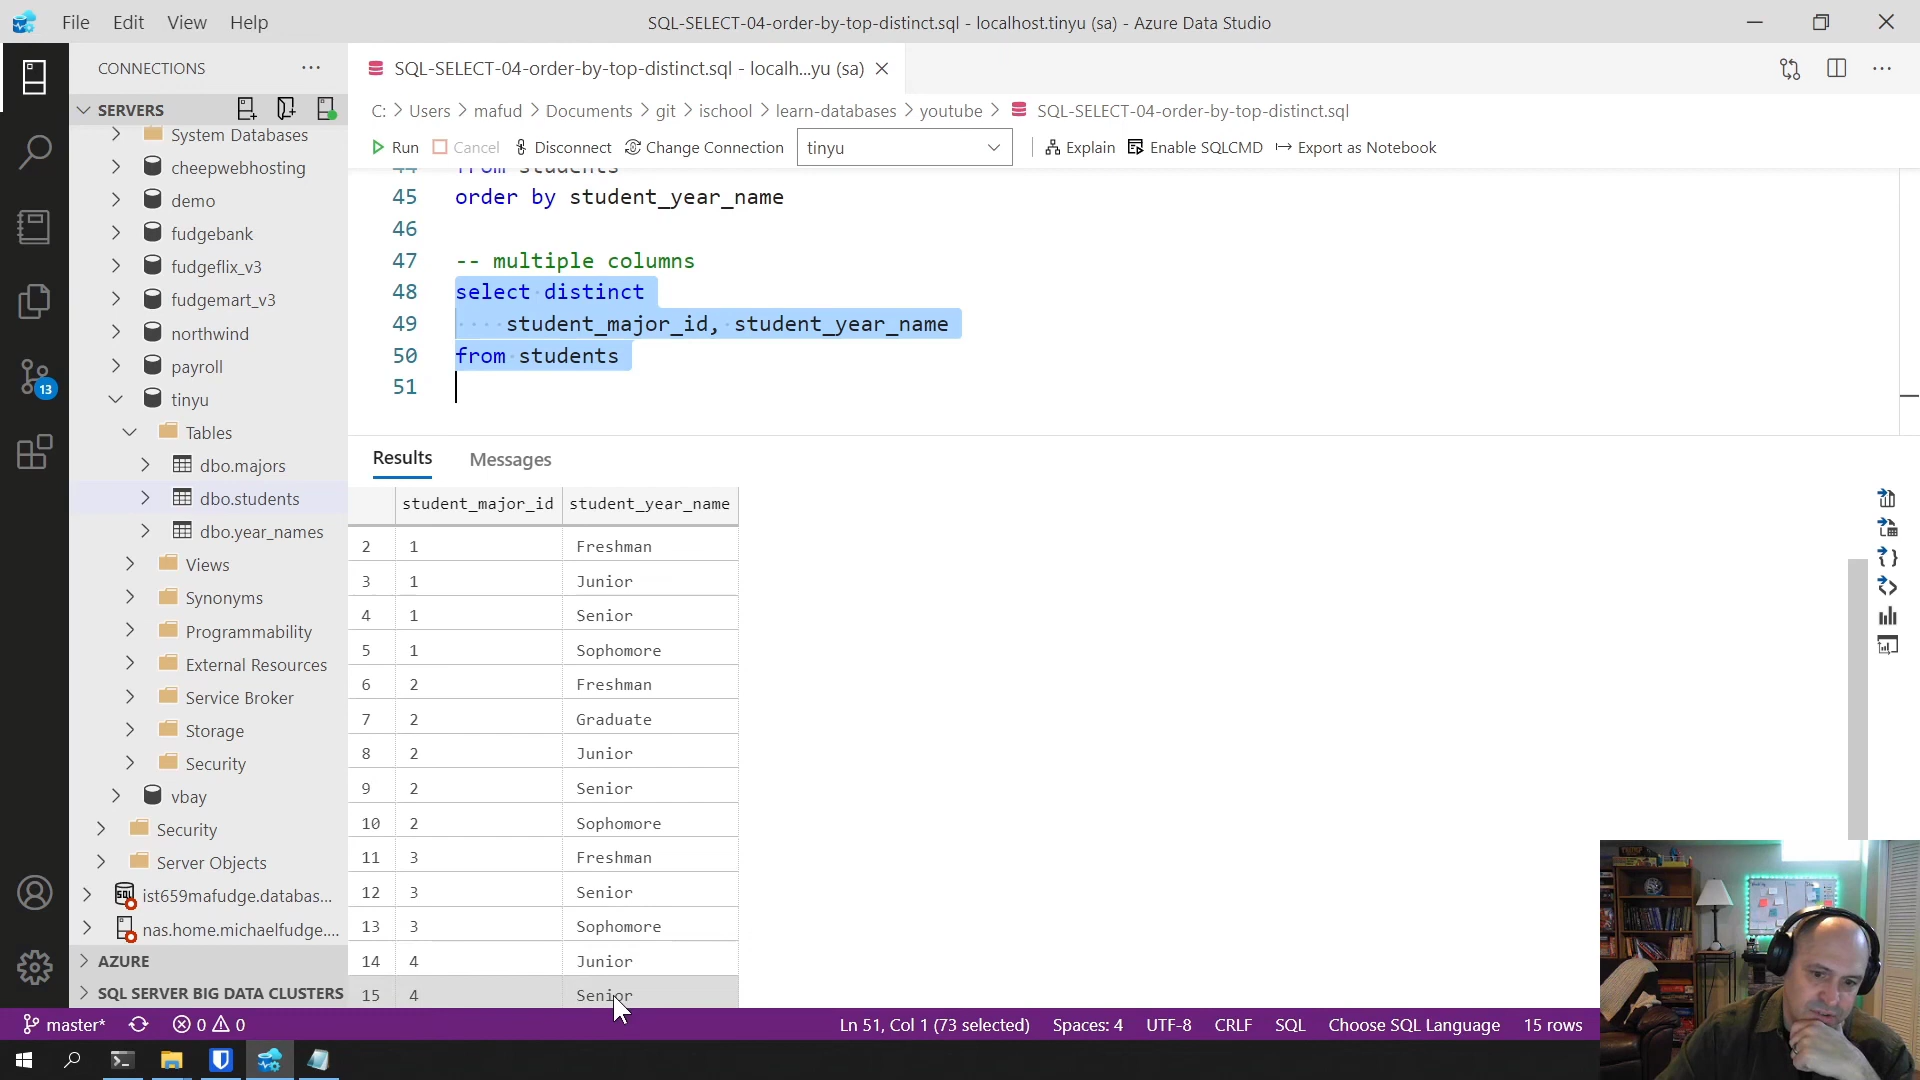 File Edit View Help
SQL-SELECT-04-order-by-top-distinct.sql - localhost.tinyu (sa) - Azure Data Studio
CONNECTIONS
SQL-SELECT-04-order-by-top-distinct.sql - localh...yu (sa)
SERVERS
C: > Users > mafud > Documents > git > ischool > learn-databases > youtube > SQL-SELECT-04-order-by-top-distinct.sql
Run Cancel Disconnect Change Connection tinyu Explain Enable SQLCMD Export as Notebook
System Databases
cheepwebhosting
demo
fudgebank
fudgeflix_v3
fudgemart_v3
northwind
payroll
tinyu
Tables
dbo.majors
dbo.students
dbo.year_names
Views
Synonyms
Programmability
External Resources
Service Broker
Storage
Security
vbay
Security
Server Objects
ist659mafudge.databas...
nas.home.michaelfudge....
AZURE
SQL SERVER BIG DATA CLUSTERS
44 from students
45 order by student_year_name
46
47 -- multiple columns
48 select distinct
49 student_major_id, student_year_name
50 from students
51
Results Messages
student_major_id student_year_name
2 1 Freshman
3 1 Junior
4 1 Senior
5 1 Sophomore
6 2 Freshman
7 2 Graduate
8 2 Junior
9 2 Senior
10 2 Sophomore
11 3 Freshman
12 3 Senior
13 3 Sophomore
14 4 Junior
15 4 Senior
13
master* 0 0 Ln 51, Col 1 (73 selected) Spaces: 4 UTF-8 CRLF SQL Choose SQL Language 15 rows